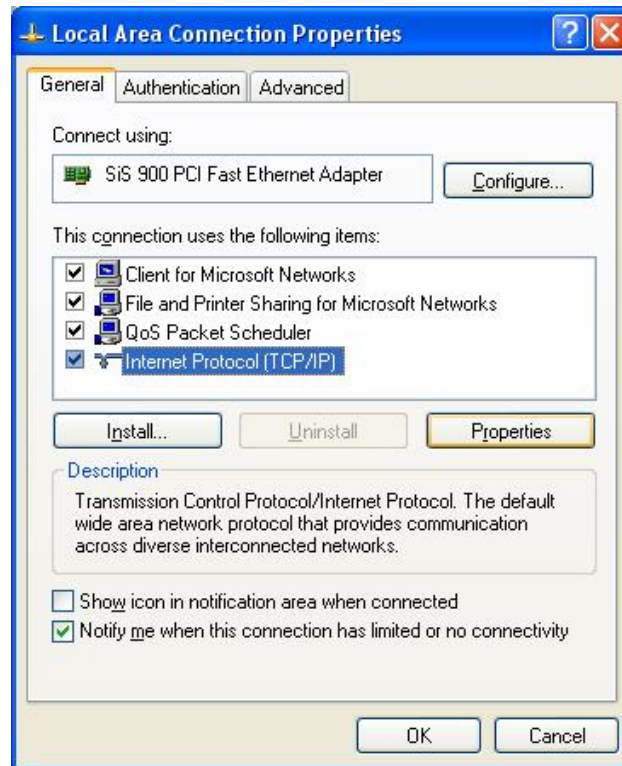 Local Area Connection Properties
General Authentication Advanced
Connect using:
SiS 900 PCI Fast Ethernet Adapter
Configure...
This connection uses the following items:
Client for Microsoft Networks
File and Printer Sharing for Microsoft Networks
QoS Packet Scheduler
Internet Protocol (TCP/IP)
Install... Uninstall Properties
Description
Transmission Control Protocol/Internet Protocol. The default
wide area network protocol that provides communication
across diverse interconnected networks.
Show icon in notification area when connected
Notify me when this connection has limited or no connectivity
OK Cancel